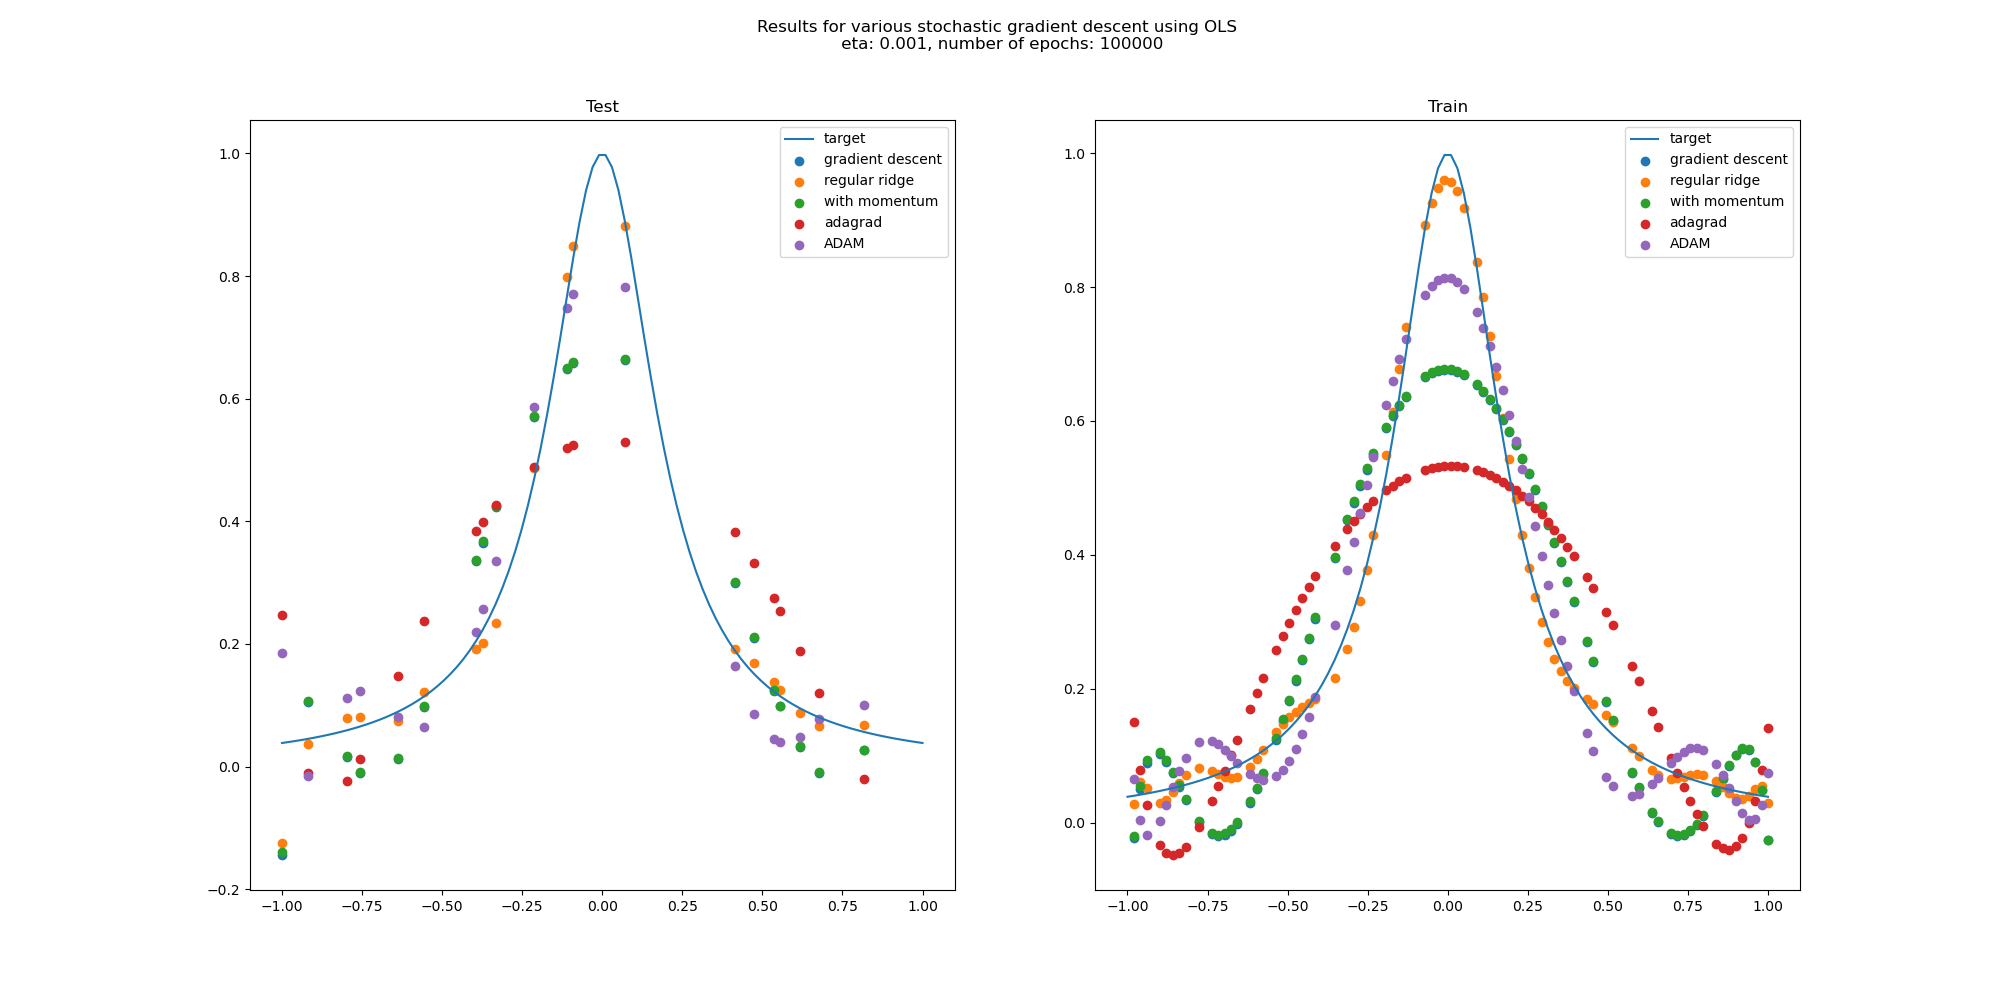 Results for various stochastic gradient descent using OLS
eta: 0.001, number of epochs: 100000
Test
target
gradient descent
regular ridge
with momentum
adagrad
ADAM
1.0
0.8
0.6
0.4
0.2
0.0
−0.2
−1.00 −0.75 −0.50 −0.25 0.00 0.25 0.50 0.75 1.00
Train
target
gradient descent
regular ridge
with momentum
adagrad
ADAM
1.0
0.8
0.6
0.4
0.2
0.0
−1.00 −0.75 −0.50 −0.25 0.00 0.25 0.50 0.75 1.00